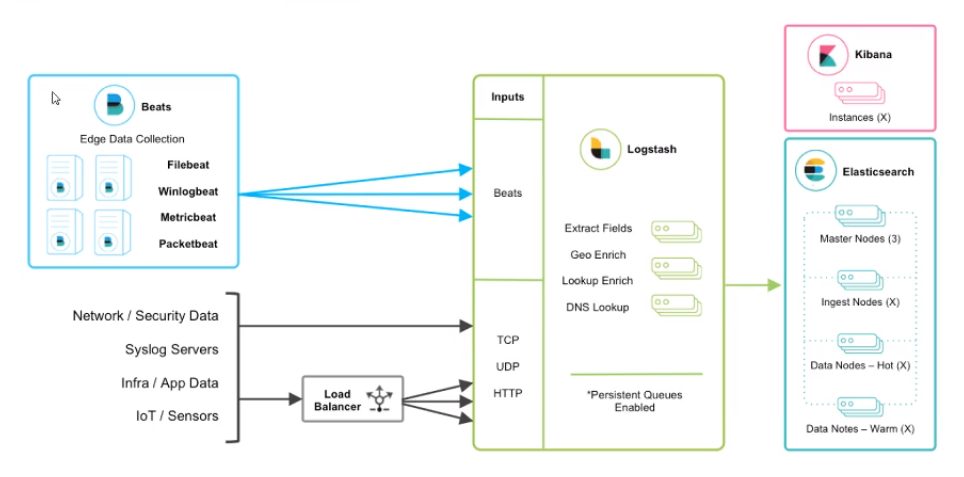 Beats
Edge Data Collection
Filebeat
Winlogbeat
Metricbeat
Packetbeat
Network / Security Data
Syslog Servers
Infra / App Data
IoT / Sensors
Load
Balancer
Inputs
Beats
TCP
UDP
HTTP
Logstash
Extract Fields
Geo Enrich
Lookup Enrich
DNS Lookup
*Persistent Queues
Enabled
Kibana
Instances (X)
Elasticsearch
Master Nodes (3)
Ingest Nodes (X)
Data Nodes – Hot (X)
Data Notes – Warm (X)